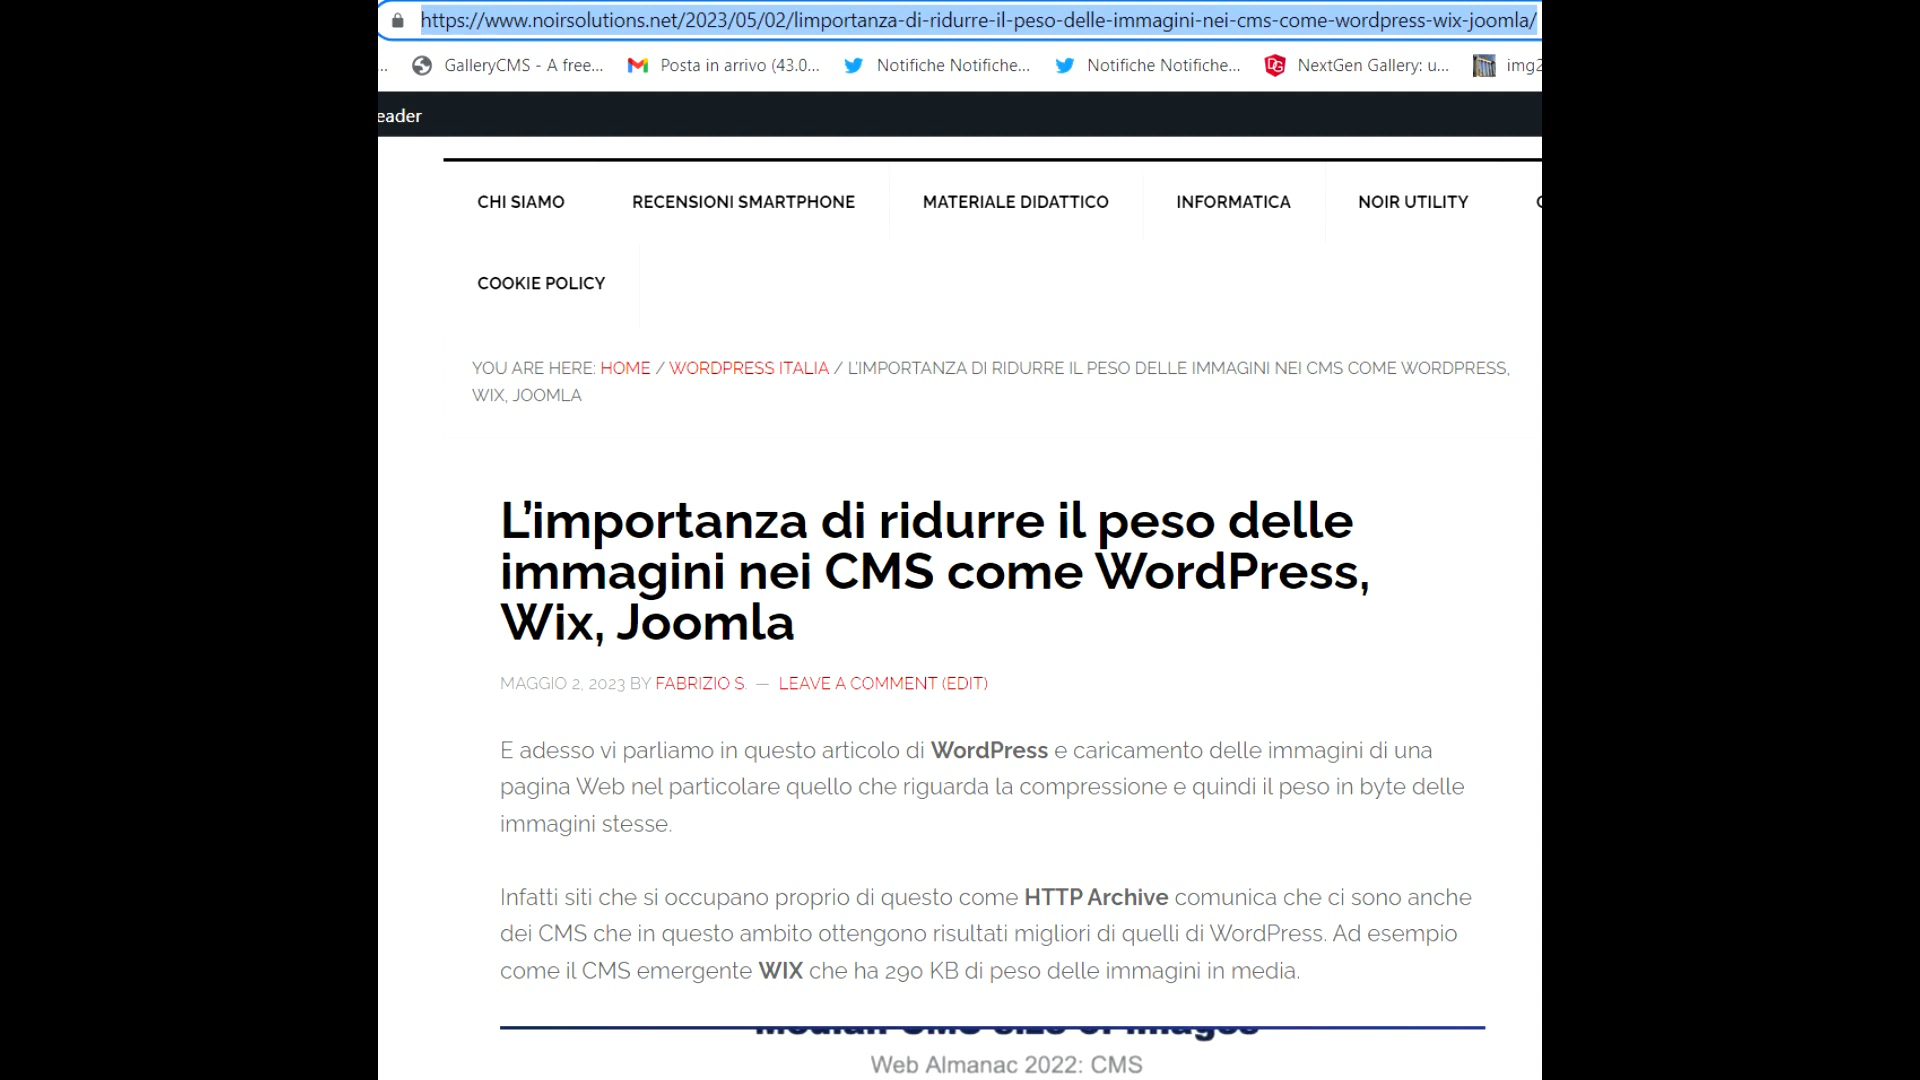 https://www.noirsolutions.net/2023/05/02/limportanza-di-ridurre-il-peso-delle-immagini-nei-cms-come-wordpress-wix-joomla/
... GalleryCMS - A free... Posta in arrivo (43.0... Notifiche Notifiche... Notifiche Notifiche... NextGen Gallery: u... img2
eader
CHI SIAMO RECENSIONI SMARTPHONE MATERIALE DIDATTICO INFORMATICA NOIR UTILITY
COOKIE POLICY
YOU ARE HERE: HOME / WORDPRESS ITALIA / L'IMPORTANZA DI RIDURRE IL PESO DELLE IMMAGINI NEI CMS COME WORDPRESS,
WIX, JOOMLA
L'importanza di ridurre il peso delle
immagini nei CMS come WordPress,
Wix, Joomla
MAGGIO 2, 2023 BY FABRIZIO S. — LEAVE A COMMENT (EDIT)
E adesso vi parliamo in questo articolo di WordPress e caricamento delle immagini di una
pagina Web nel particolare quello che riguarda la compressione e quindi il peso in byte delle
immagini stesse.
Infatti siti che si occupano proprio di questo come HTTP Archive comunica che ci sono anche
dei CMS che in questo ambito ottengono risultati migliori di quelli di WordPress. Ad esempio
come il CMS emergente WIX che ha 290 KB di peso delle immagini in media.
Median CMS size of images
Web Almanac 2022: CMS